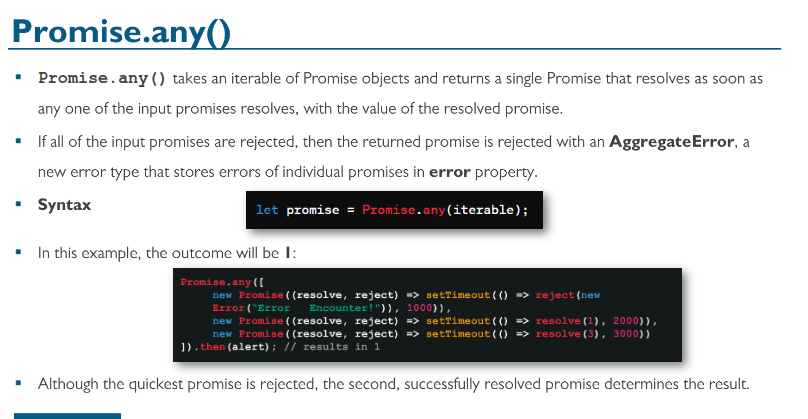 Promise.any()
▪ Promise.any() takes an iterable of Promise objects and returns a single Promise that resolves as soon as
any one of the input promises resolves, with the value of the resolved promise.
▪ If all of the input promises are rejected, then the returned promise is rejected with an AggregateError, a
new error type that stores errors of individual promises in error property.
▪ Syntax
let promise = Promise.any(iterable);
▪ In this example, the outcome will be 1:
Promise.any([
new Promise((resolve, reject) => setTimeout(() => reject(new
Error("Error   Encounter!")), 1000)),
new Promise((resolve, reject) => setTimeout(() => resolve(1), 2000)),
new Promise((resolve, reject) => setTimeout(() => resolve(3), 3000))
]).then(alert); // results in 1
▪ Although the quickest promise is rejected, the second, successfully resolved promise determines the result.